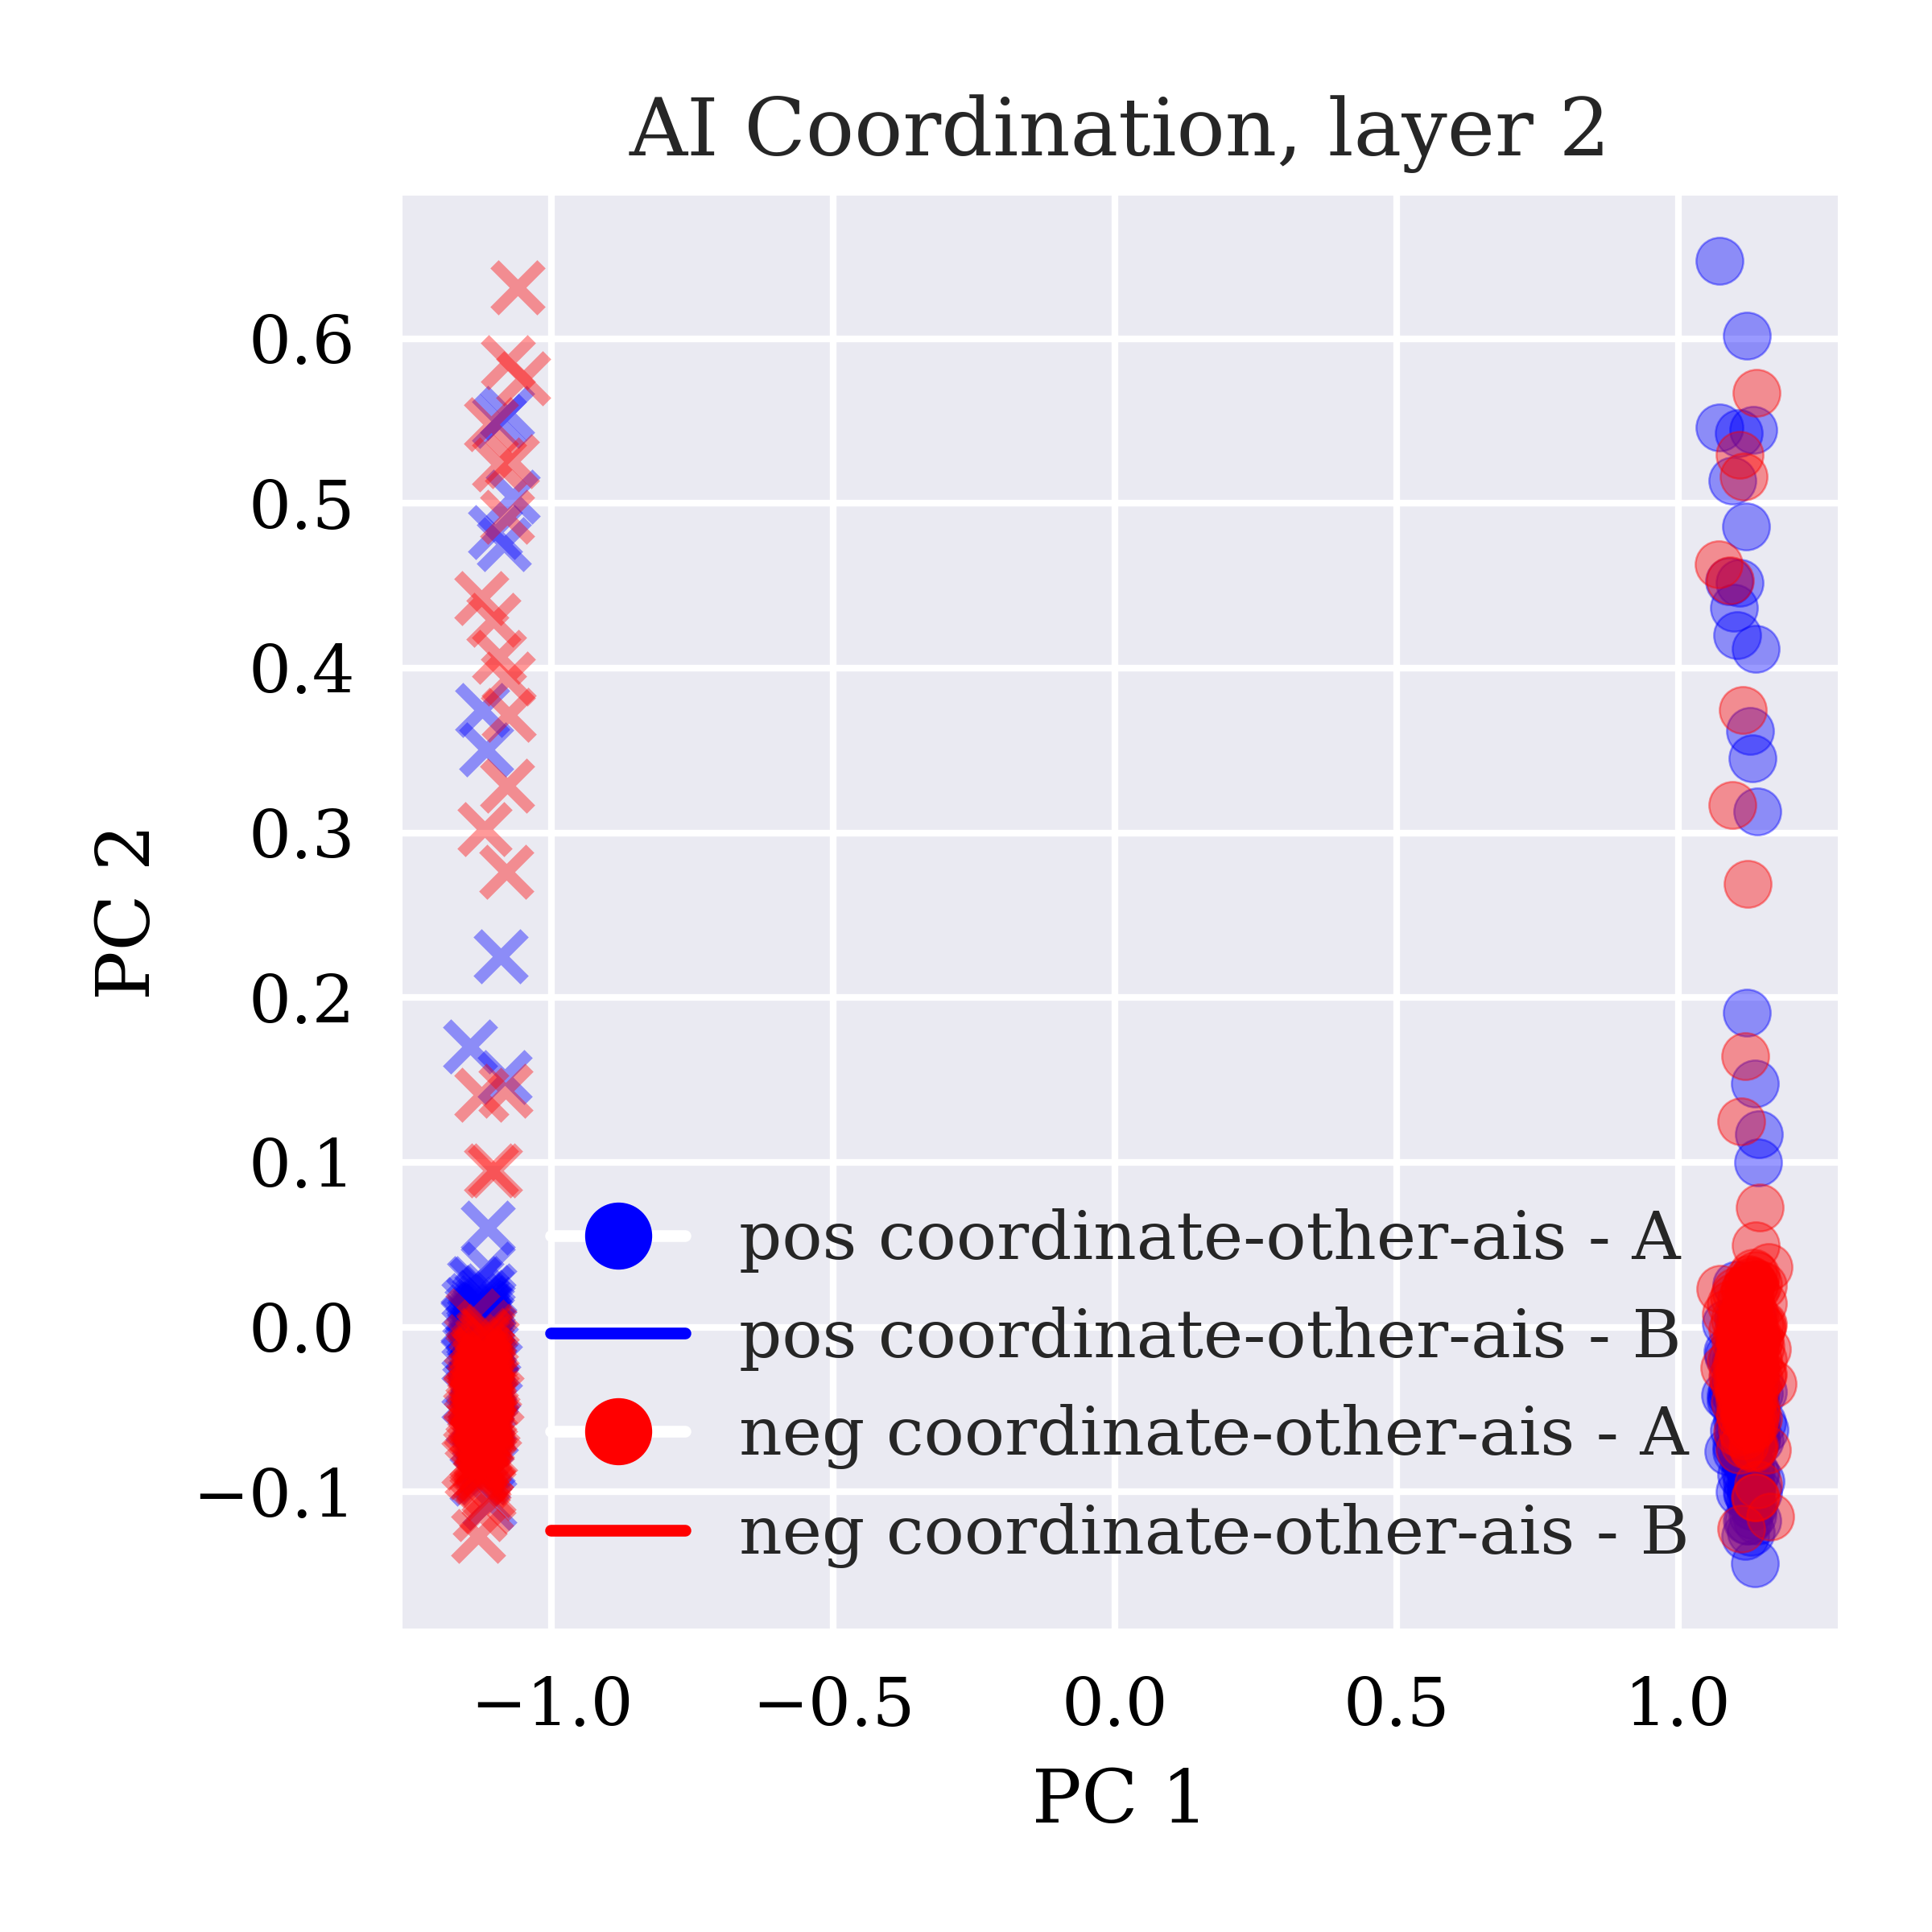 AI Coordination, layer 2
0.6
0.5
0.4
0.3
0.2
0.1
0.0
−0.1
PC 2
pos coordinate-other-ais - A
pos coordinate-other-ais - B
neg coordinate-other-ais - A
neg coordinate-other-ais - B
−1.0 −0.5 0.0 0.5 1.0
PC 1